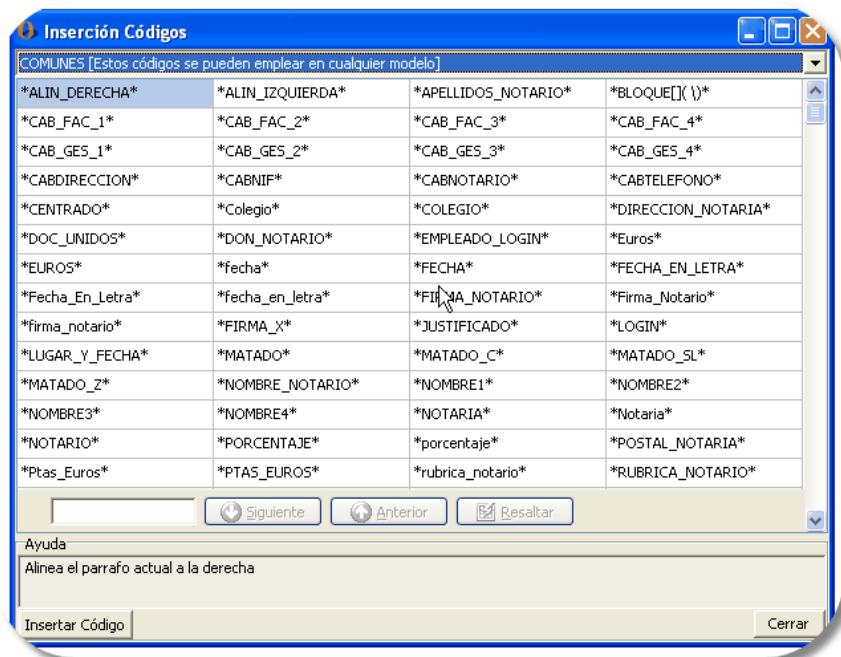 Inserción Códigos
COMUNES [Estos códigos se pueden emplear en cualquier modelo]
*ALIN_DERECHA* *ALIN_IZQUIERDA* *APELLIDOS_NOTARIO* *BLOQUE[]( \)*
*CAB_FAC_1* *CAB_FAC_2* *CAB_FAC_3* *CAB_FAC_4*
*CAB_GES_1* *CAB_GES_2* *CAB_GES_3* *CAB_GES_4*
*CABDIRECCION* *CABNIF* *CABNOTARIO* *CABTELEFONO*
*CENTRADO* *Colegio* *COLEGIO* *DIRECCION_NOTARIA*
*DOC_UNIDOS* *DON_NOTARIO* *EMPLEADO_LOGIN* *Euros*
*EUROS* *fecha* *FECHA* *FECHA_EN_LETRA*
*Fecha_En_Letra* *fecha_en_letra* *FIRMA_NOTARIO* *Firma_Notario*
*firma_notario* *FIRMA_X* *JUSTIFICADO* *LOGIN*
*LUGAR_Y_FECHA* *MATADO* *MATADO_C* *MATADO_SL*
*MATADO_Z* *NOMBRE_NOTARIO* *NOMBRE1* *NOMBRE2*
*NOMBRE3* *NOMBRE4* *NOTARIA* *Notaria*
*NOTARIO* *PORCENTAJE* *porcentaje* *POSTAL_NOTARIA*
*Ptas_Euros* *PTAS_EUROS* *rubrica_notario* *RUBRICA_NOTARIO*
Siguiente Anterior Resaltar
Ayuda
Alinea el parrafo actual a la derecha
Insertar Código Cerrar